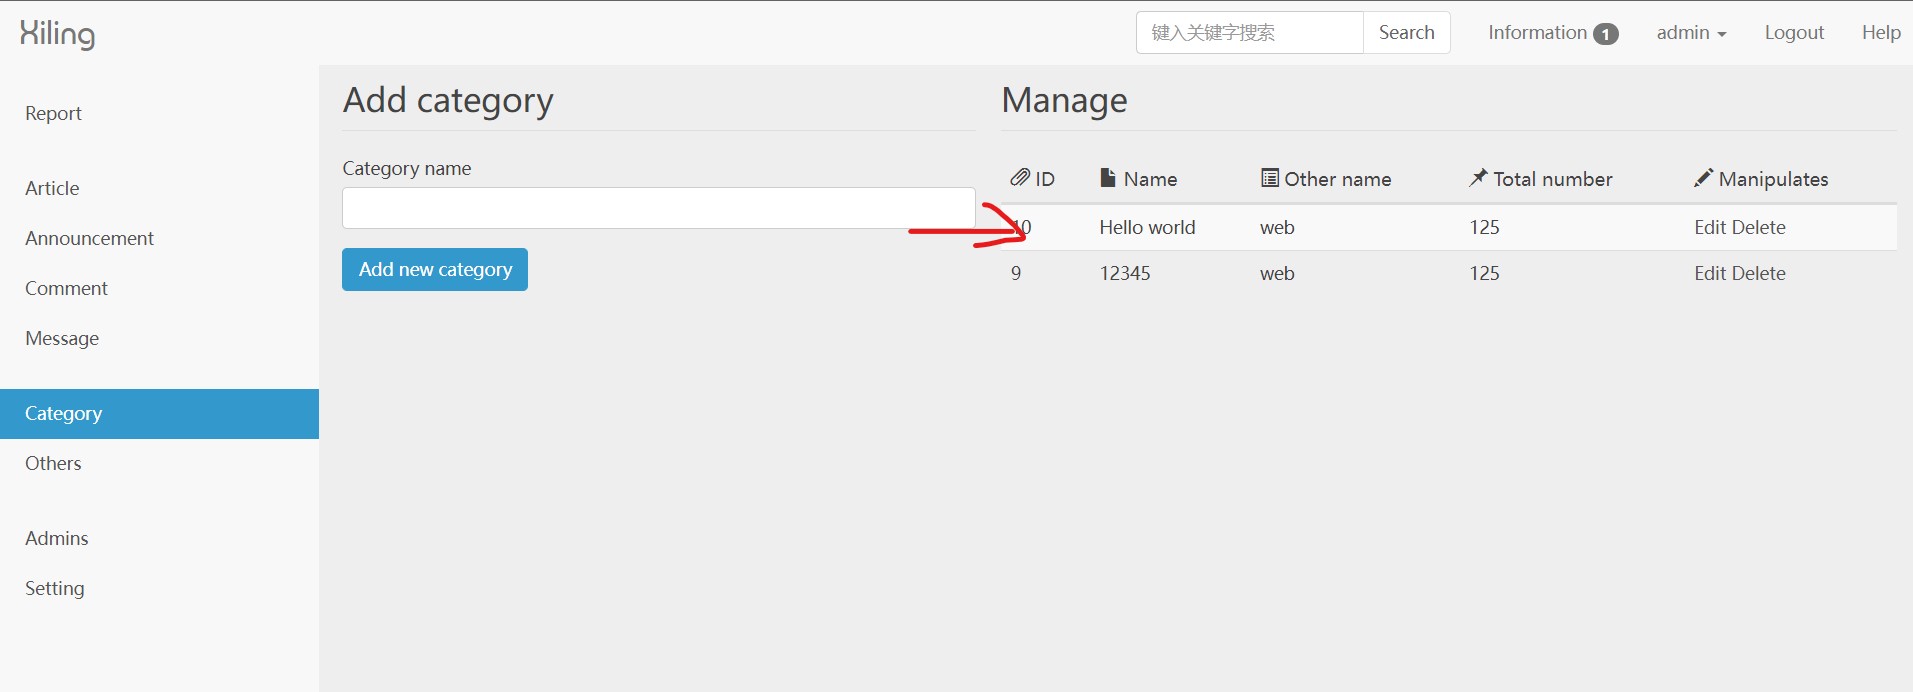 Xiling
键入关键字搜索 Search Information 1 admin Logout Help
Report
Article
Announcement
Comment
Message
Category
Others
Admins
Setting
Add category
Category name
Add new category
Manage
ID Name Other name Total number Manipulates
10 Hello world web 125 Edit Delete
9 12345 web 125 Edit Delete